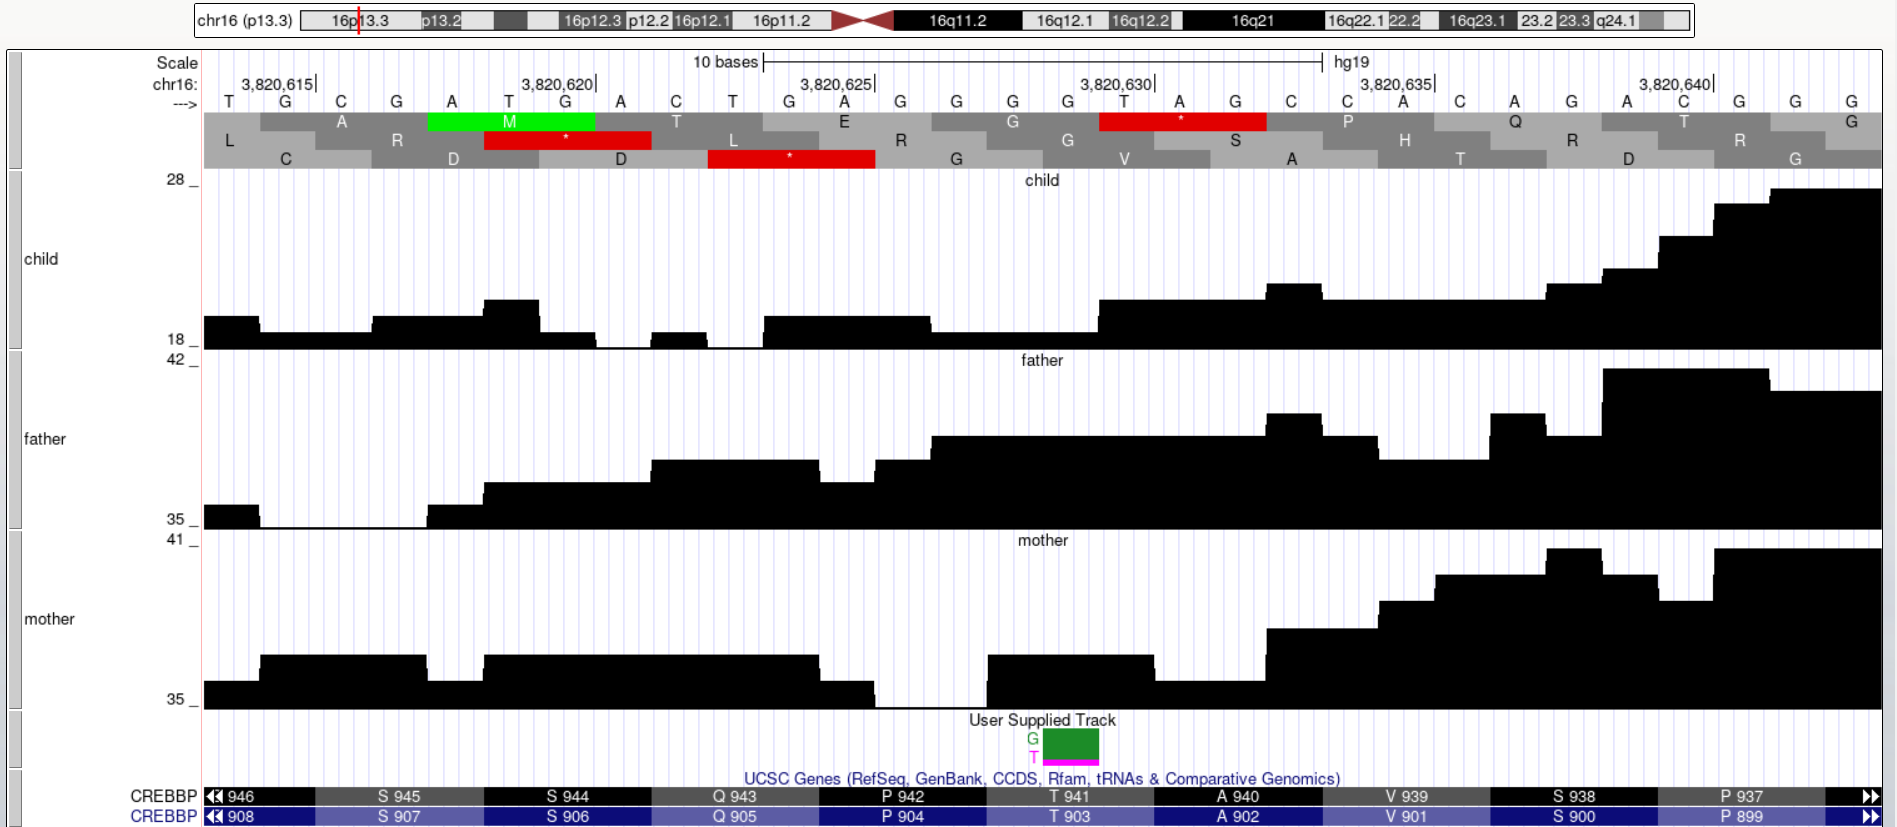 chr16 (p13.3) 16p13.3 p13.2 16p12.3 p12.2 16p12.1 16p11.2 16q11.2 16q12.1 16q12.2 16q21 16q22.1 22.2 16q23.1 23.2 23.3 q24.1
Scale 10 bases hg19
chr16: 3,820,615 3,820,620 3,820,625 3,820,630 3,820,635 3,820,640
---> T G C G A T G A C T G A G G G G T A G C C A C A G A C G G G
A M T E G * P Q T G
L R * L R G S H R R
C D D * G V A T D G
28 _ child
child
18 _
42 _ father
father
35 _
41 _ mother
mother
35 _
User Supplied Track
G
T
UCSC Genes (RefSeq, GenBank, CCDS, Rfam, tRNAs & Comparative Genomics)
CREBBP 946 S 945 S 944 Q 943 P 942 T 941 A 940 V 939 S 938 P 937
CREBBP 908 S 907 S 906 Q 905 P 904 T 903 A 902 V 901 S 900 P 899